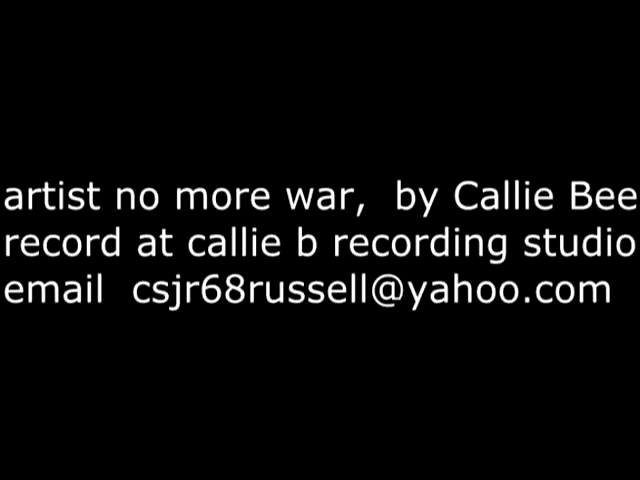 artist no more war,  by Callie Bee
record at callie b recording studio
email  csjr68russell@yahoo.com